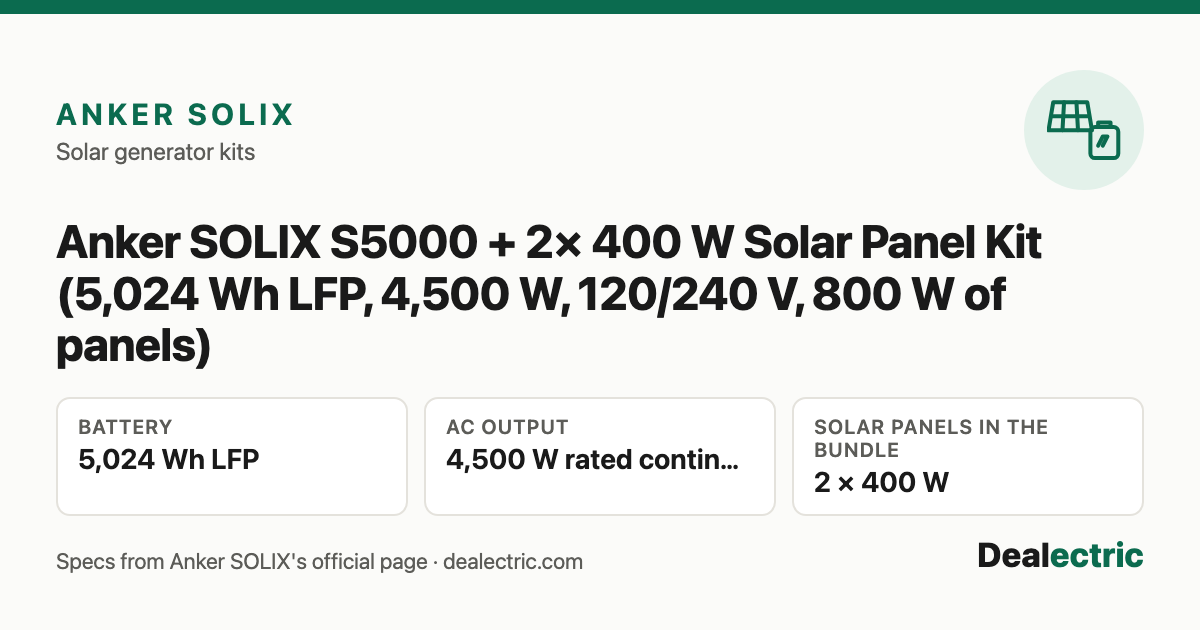 ANKER SOLIX
Solar generator kits
Anker SOLIX S5000 + 2× 400 W Solar Panel Kit
(5,024 Wh LFP, 4,500 W, 120/240 V, 800 W of
panels)
BATTERY
5,024 Wh LFP
AC OUTPUT
4,500 W rated contin...
SOLAR PANELS IN THE
BUNDLE
2 × 400 W
Specs from Anker SOLIX's official page · dealectric.com
Dealectric